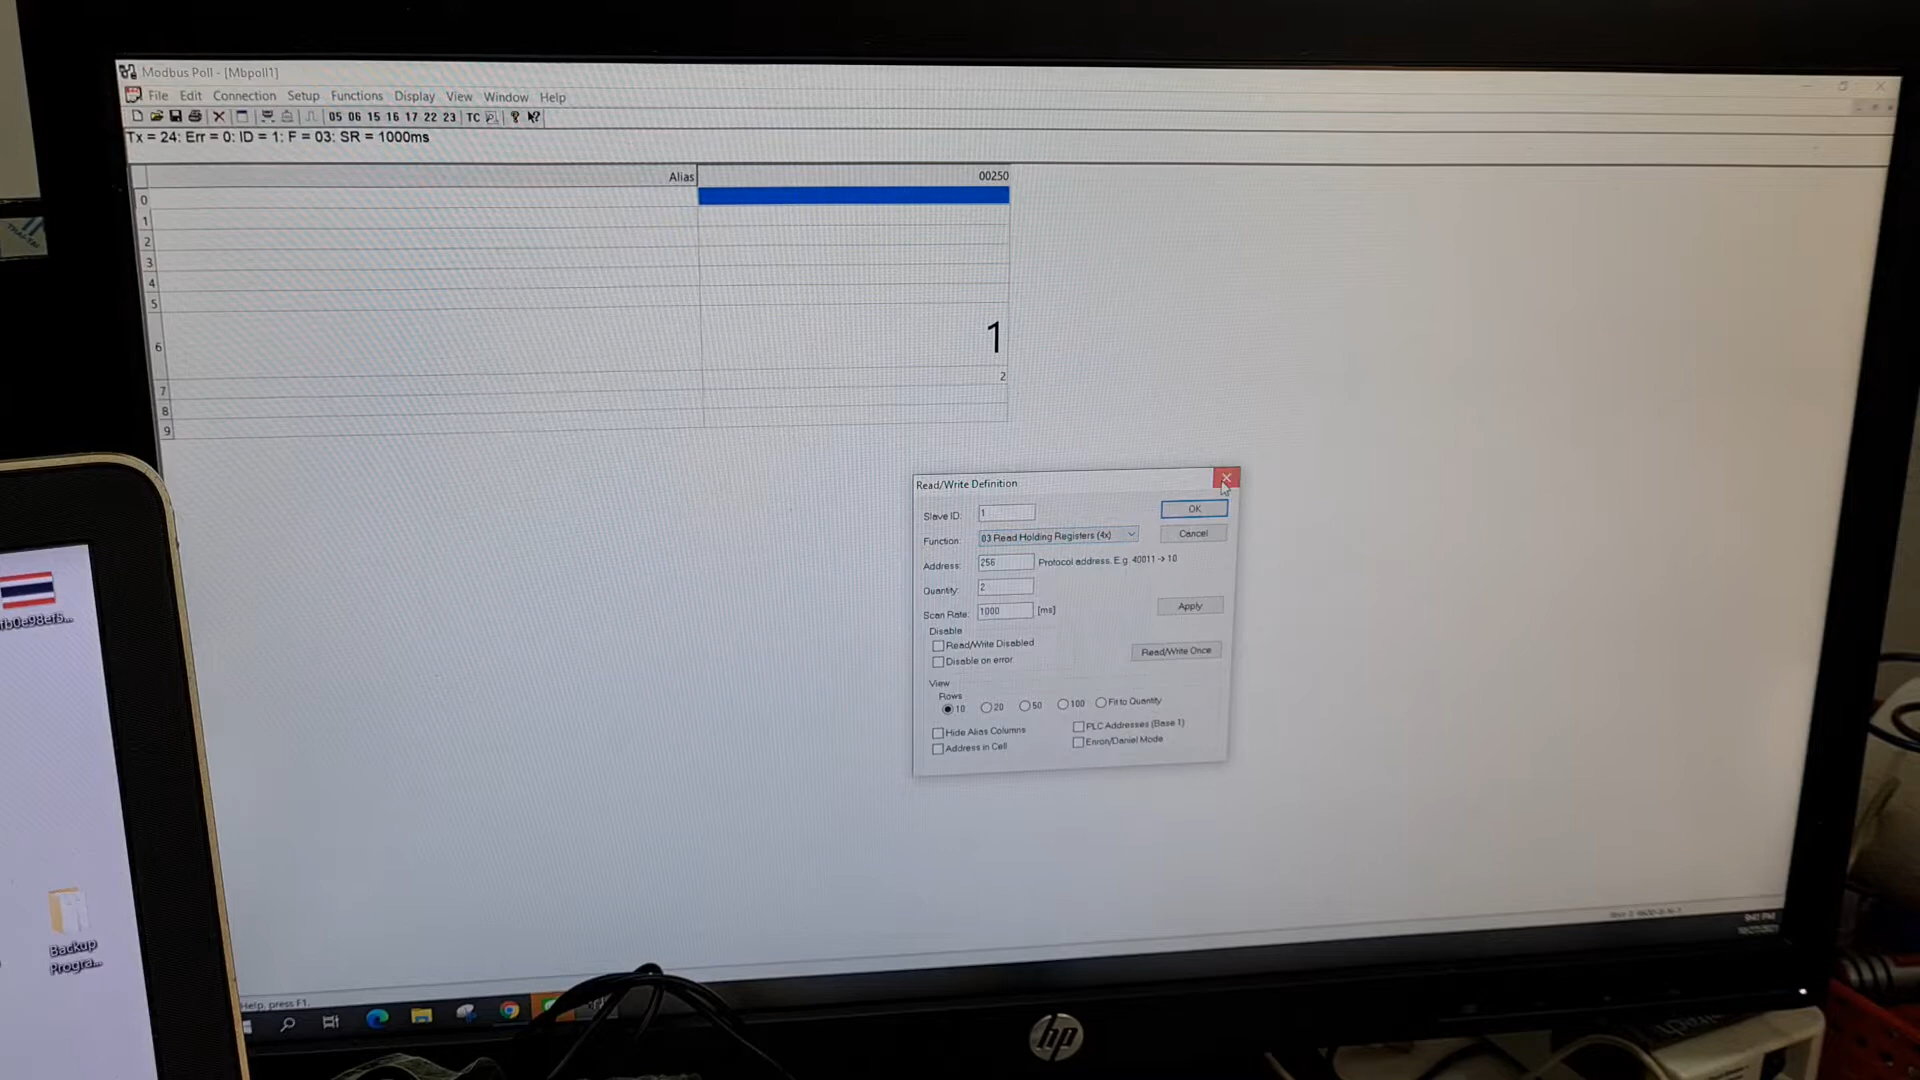 Modbus Poll - [Mbpoll1]
File Edit Connection Setup Functions Display View Window Help
05 06 15 16 17 22 23 TC
Tx = 24: Err = 0: ID = 1: F = 03: SR = 1000ms
Alias 00250
0
1
2
3
4
5
6 1
7 2
8
9
Read/Write Definition
Slave ID: 1 OK
Function: 03 Read Holding Registers (4x) Cancel
Address: 256 Protocol address. E.g. 40011 -> 10
Quantity: 2
Scan Rate: 1000 [ms] Apply
Disable
Read/Write Disabled
Disable on error Read/Write Once
View
Rows
10 20 50 100 Fit to Quantity
Hide Alias Columns PLC Addresses (Base 1)
Address in Cell Enron/Daniel Mode
Backup
Progra...
Help, press F1.
hp